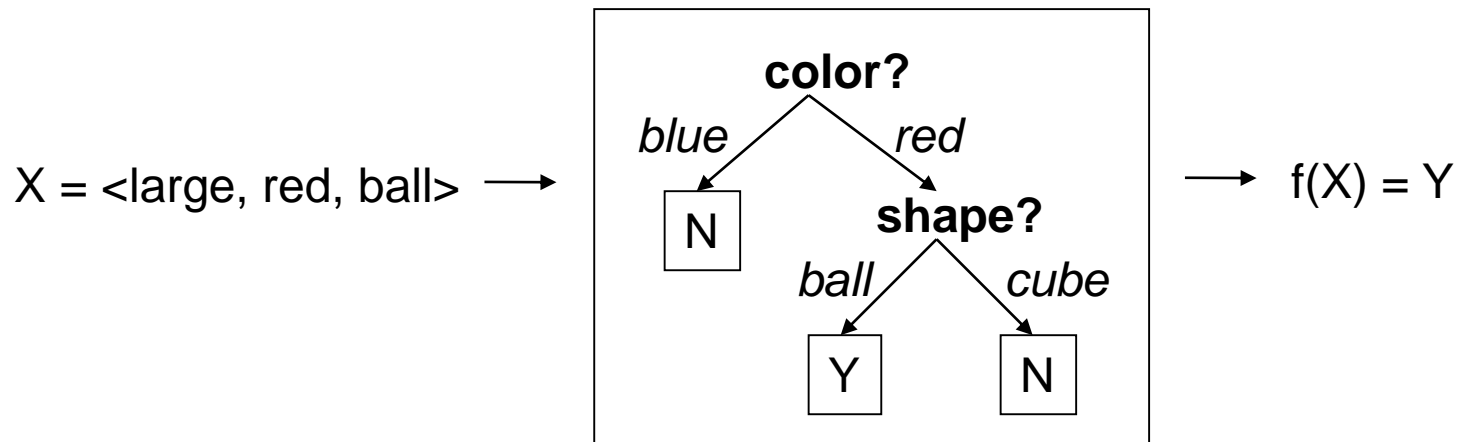 color?
blue red
X = <large, red, ball>
f(X) = Y
N
shape?
ball cube
Y N